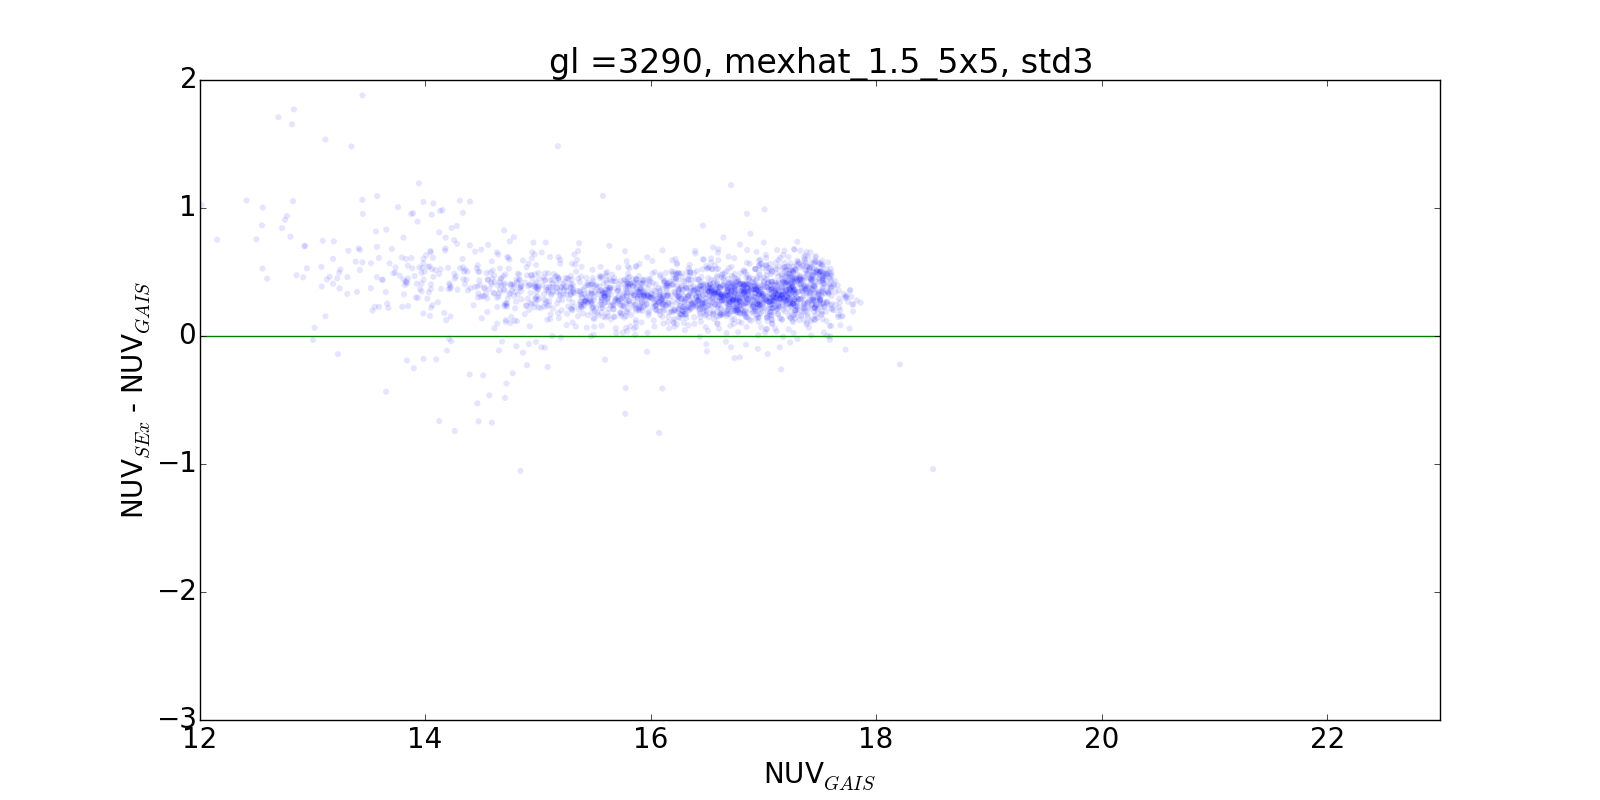 gl =3290, mexhat_1.5_5x5, std3
2
1
0
−1
−2
−3
NUV_SEx - NUV_GAIS
12 14 16 18 20 22
NUV_GAIS